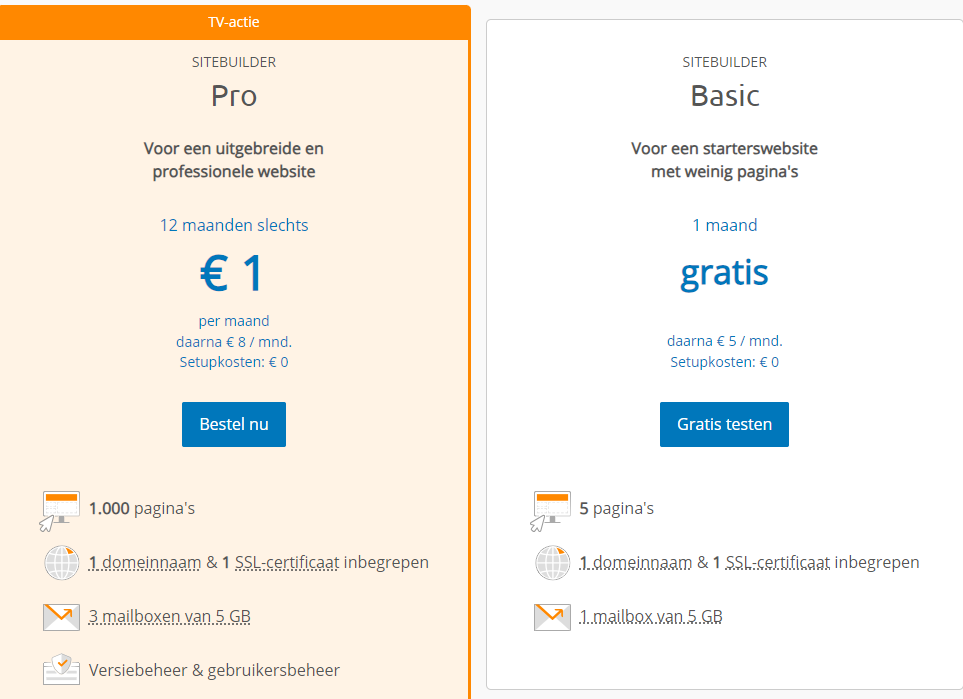 TV-actie
SITEBUILDER
Pro
Voor een uitgebreide en
professionele website
12 maanden slechts
€ 1
per maand
daarna € 8 / mnd.
Setupkosten: € 0
Bestel nu
1.000 pagina's
1 domeinnaam & 1 SSL-certificaat inbegrepen
3 mailboxen van 5 GB
Versiebeheer & gebruikersbeheer
SITEBUILDER
Basic
Voor een starterswebsite
met weinig pagina's
1 maand
gratis
daarna € 5 / mnd.
Setupkosten: € 0
Gratis testen
5 pagina's
1 domeinnaam & 1 SSL-certificaat inbegrepen
1 mailbox van 5 GB